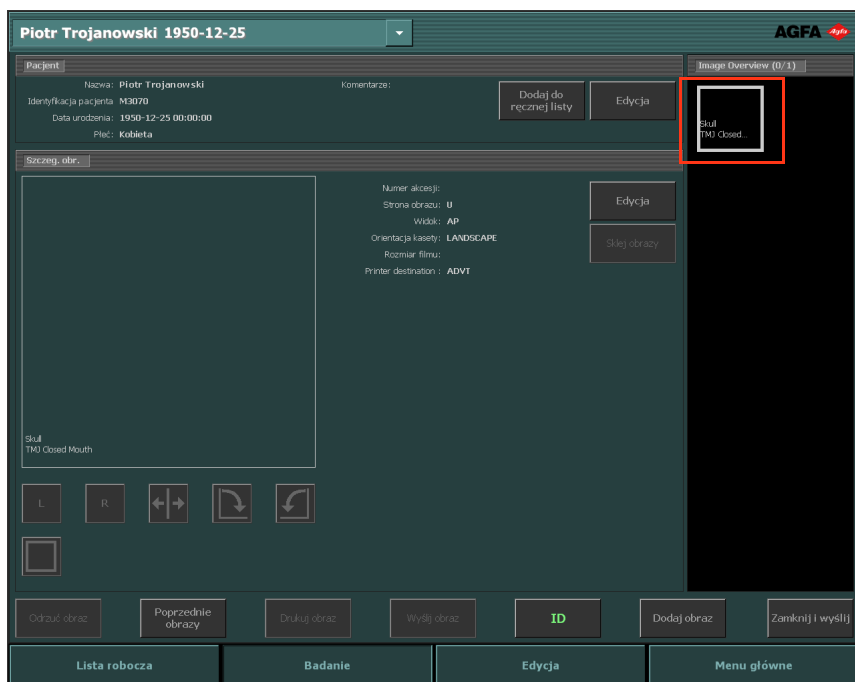 Piotr Trojanowski 1950-12-25
AGFA Agfa
Pacjent
Nazwa: Piotr Trojanowski
Identyfikacja pacjenta M3070
Data urodzenia: 1950-12-25 00:00:00
Płeć: Kobieta
Komentarze:
Dodaj do
ręcznej listy
Edycja
Image Overview (0/1)
Skull
TMJ Closed...
Szczeg. obr.
Numer akcesji:
Strona obrazu: U
Widok: AP
Orientacja kasety: LANDSCAPE
Rozmiar filmu:
Printer destination : ADVT
Edycja
Sklej obrazy
Skull
TMJ Closed Mouth
L
R
Odrzuć obraz
Poprzednie
obrazy
Drukuj obraz
Wyślij obraz
ID
Dodaj obraz
Zamknij i wyślij
Lista robocza
Badanie
Edycja
Menu główne